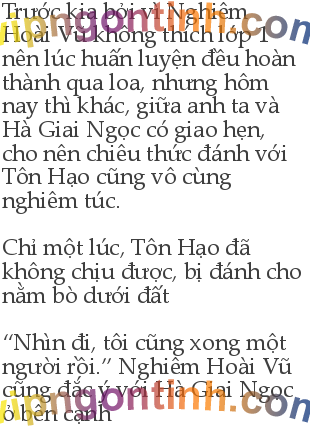 Trước kia bởi vì Nghiêm
Hoài Vũ không thích lớp 1
nên lúc huấn luyện đều hoàn
thành qua loa, nhưng hôm
nay thì khác, giữa anh ta và
Hà Giai Ngọc có giao hẹn,
cho nên chiêu thức đánh với
Tôn Hạo cũng vô cùng
nghiêm túc.

Chỉ một lúc, Tôn Hạo đã
không chịu được, bị đánh cho
nằm bò dưới đất

“Nhìn đi, tôi cũng xong một
người rồi.” Nghiêm Hoài Vũ
cũng đắc ý với Hà Giai Ngọc
ở bên cạnh
vipngontinh.com
vipngontinh.com